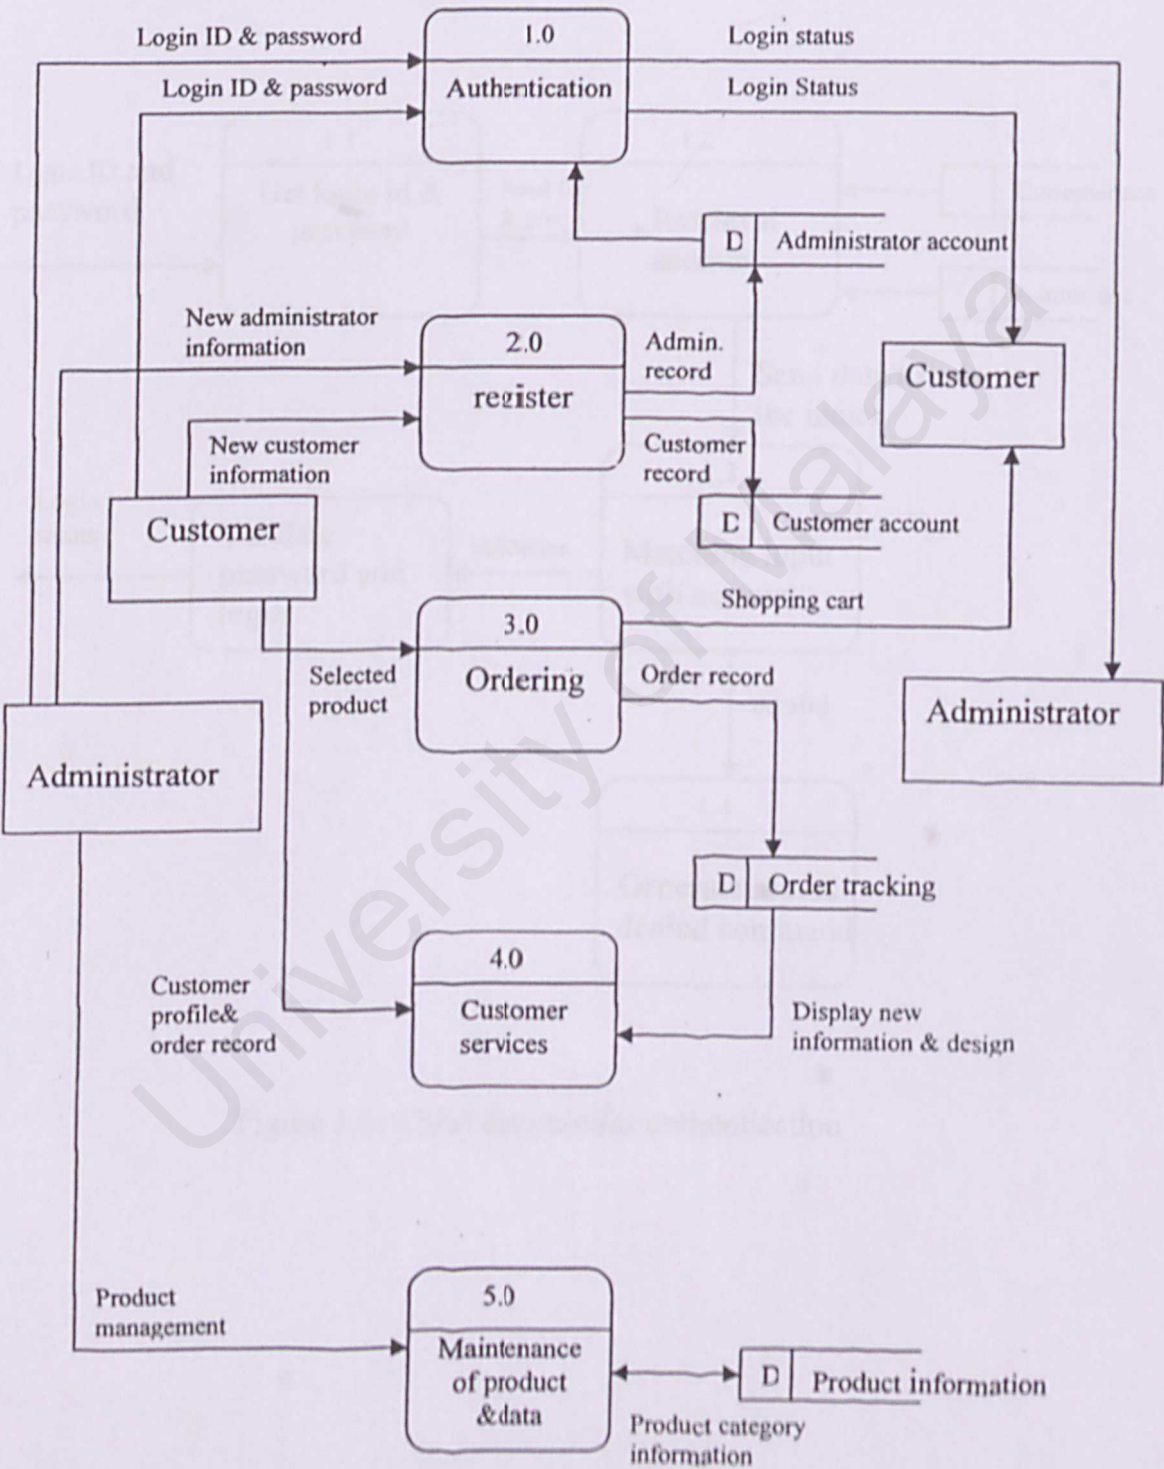 Login ID & password
1.0
Login status
Login ID & password
Authentication
Login Status
D Administrator account
New administrator
information
2.0
register
Admin.
record
Customer
New customer
information
Customer
record
D Customer account
Customer
Shopping cart
3.0
Ordering
Selected
product
Order record
Administrator
Administrator
D Order tracking
4.0
Customer
services
Customer
profile&
order record
Display new
information & design
Product
management
5.0
Maintenance
of product
&data
D Product information
Product category
information
University of Malaya